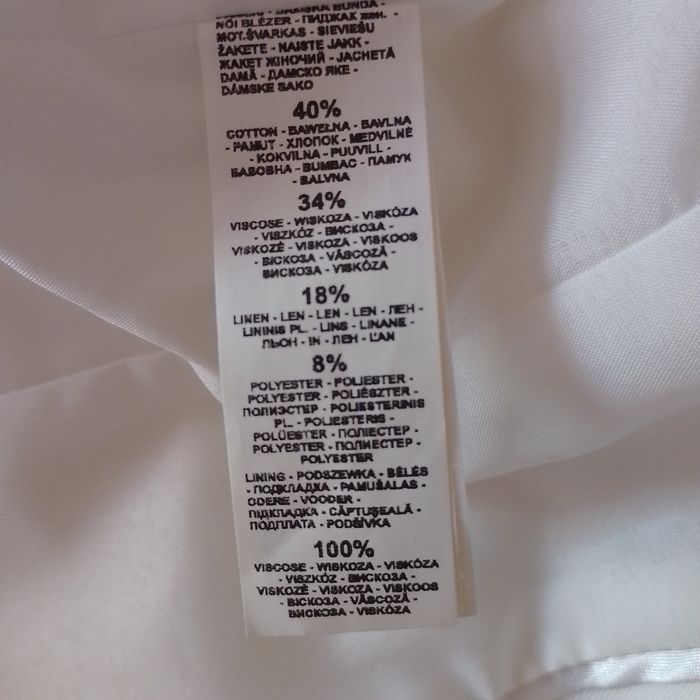 DAMSKA BUNDA -
NŐI BLÉZER - ПИДЖАК жен. -
MOT.ŠVARKAS - SIEVIEŠU
ŽAKETE - NAISTE JAKK -
ЖАКЕТ ЖІНОЧИЙ - JACHETĂ
DAMĂ - ДАМСКО ЯКЕ -
DÁMSKE SAKO
40%
COTTON - BAWEŁNA - BAVLNA
- PAMUT - ХЛОПОК - MEDVILNĖ
- KOKVILNA - PUUVILL -
БАВОВНА - BUMBAC - ПАМУК
- BALVNA
34%
VISCOSE - WISKOZA - VISKÓZA
- VISZKÓZ - ВИСКОЗА -
VISKOZĖ - VISKOZA - VISKOOS
- ВІСКОЗА - VÂSCOZĂ -
ВИСКОЗА - VISKÓZA
18%
LINEN - LEN - LEN - LEN - ЛЕН -
LININIS PL. - LINS - LINANE -
ЛЬОН - IN - ЛЕН - ĽAN
8%
POLYESTER - POLIESTER -
POLYESTER - POLIÉSZTER -
ПОЛИЭСТЕР - POLIESTERINIS
PL. - POLIESTERIS -
POLÜESTER - ПОЛІЕСТЕР -
POLYESTER - ПОЛИЕСТЕР -
POLYESTER
LINING - PODSZEWKA - BÉLÉS
- ПОДКЛАДКА - PAMUŠALAS -
ODERE - VOODER -
ПІДКЛАДКА - CĂPTUȘEALĂ -
ПОДПЛАТА - PODŠÍVKA
100%
VISCOSE - WISKOZA - VISKÓZA
- VISZKÓZ - ВИСКОЗА -
VISKOZĖ - VISKOZA - VISKOOS
- ВІСКОЗА - VÂSCOZĂ -
ВИСКОЗА - VISKÓZA